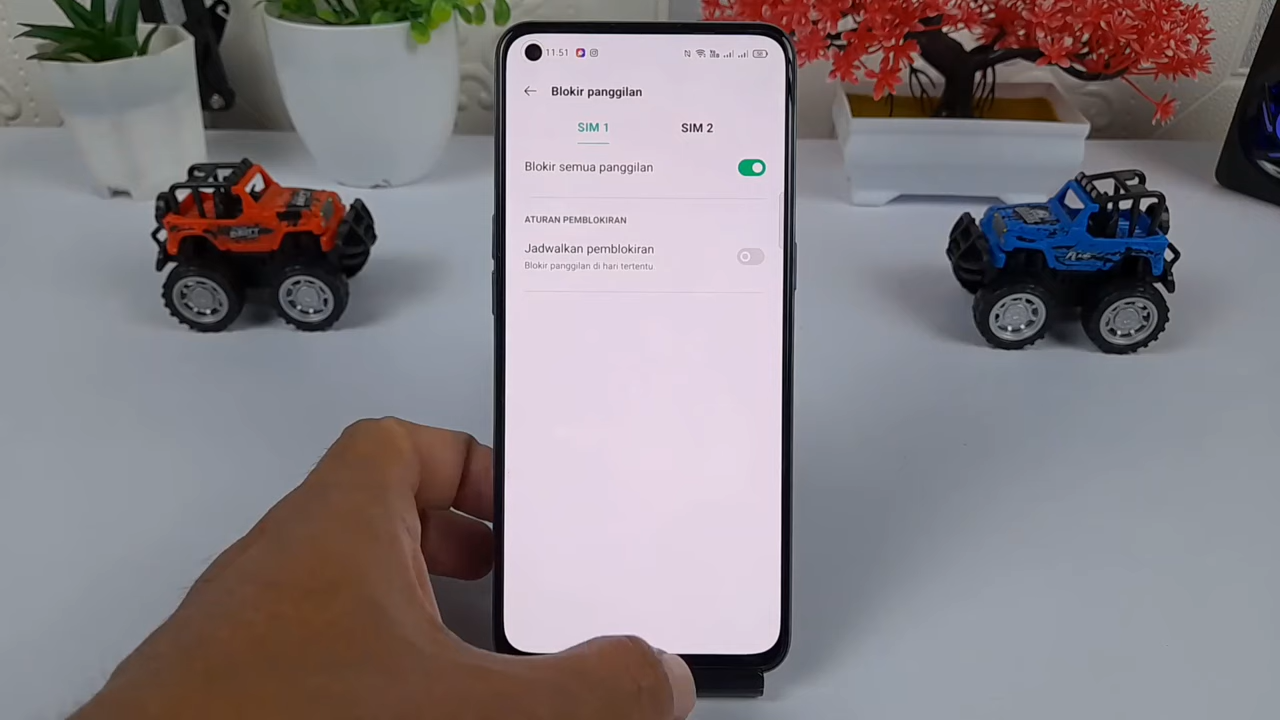 11.51
Blokir panggilan
SIM 1
SIM 2
Blokir semua panggilan
ATURAN PEMBLOKIRAN
Jadwalkan pemblokiran
Blokir panggilan di hari tertentu